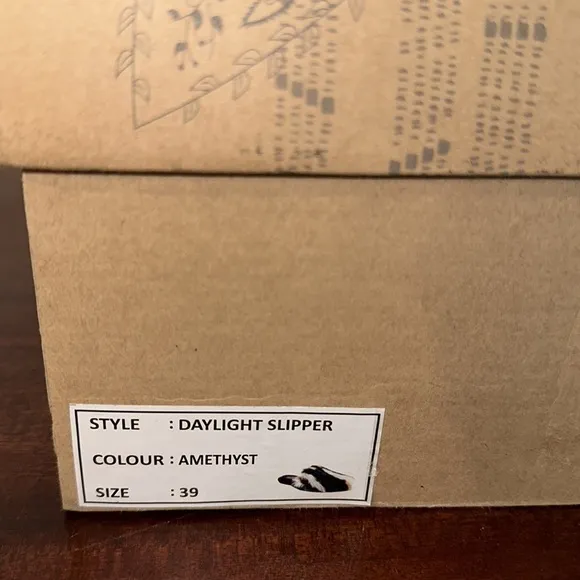 STYLE : DAYLIGHT SLIPPER
COLOUR : AMETHYST
SIZE : 39